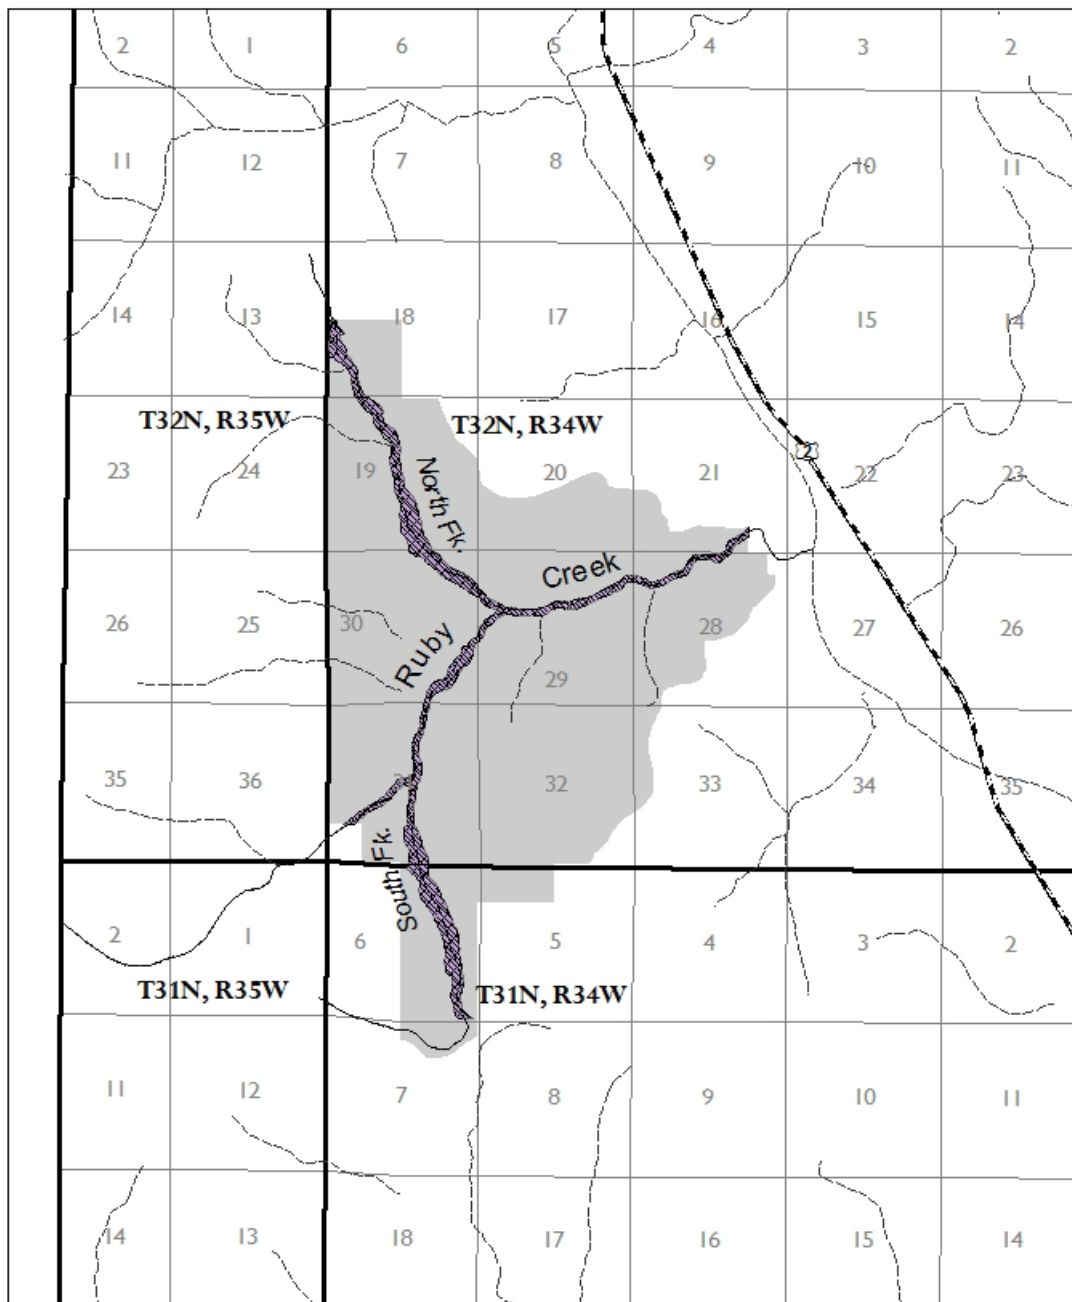 2 1 6 5 4 3 2
11 12 7 8 9 10 11
14 13 18 17 16 15 14
T32N, R35W T32N, R34W
2
23 24 19 20 21 22 23
North Fk.
Creek
26 25 30 28 27 26
Ruby
29
35 36 32 33 34 35
South Fk.
2 1 6 5 4 3 2
T31N, R35W T31N, R34W
11 12 7 8 9 10 11
14 13 18 17 16 15 14